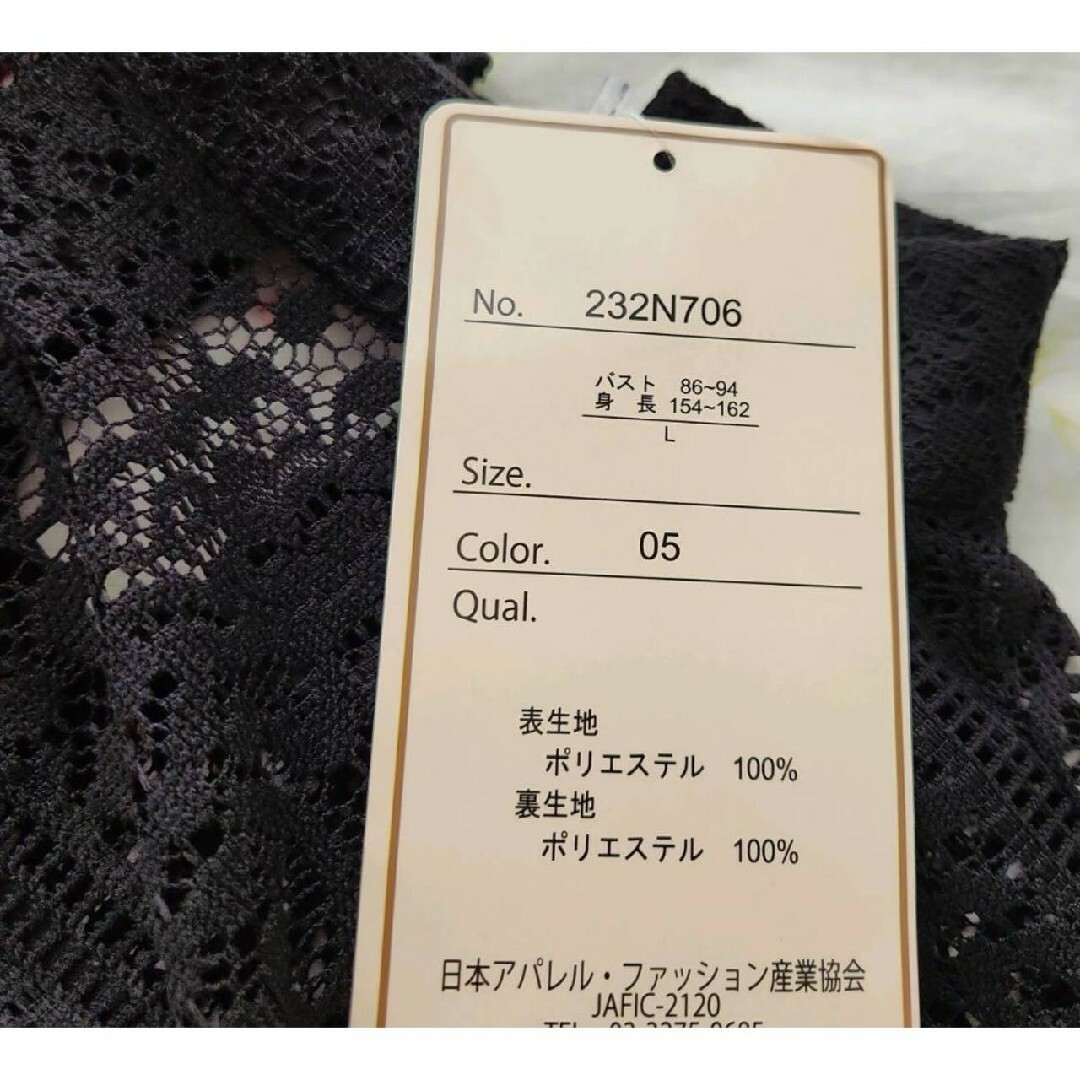 No. 232N706
バスト 86~94
身 長 154~162
L
Size.
Color. 05
Qual.
表生地
ポリエステル 100%
裏生地
ポリエステル 100%
日本アパレル・ファッション産業協会
JAFIC-2120